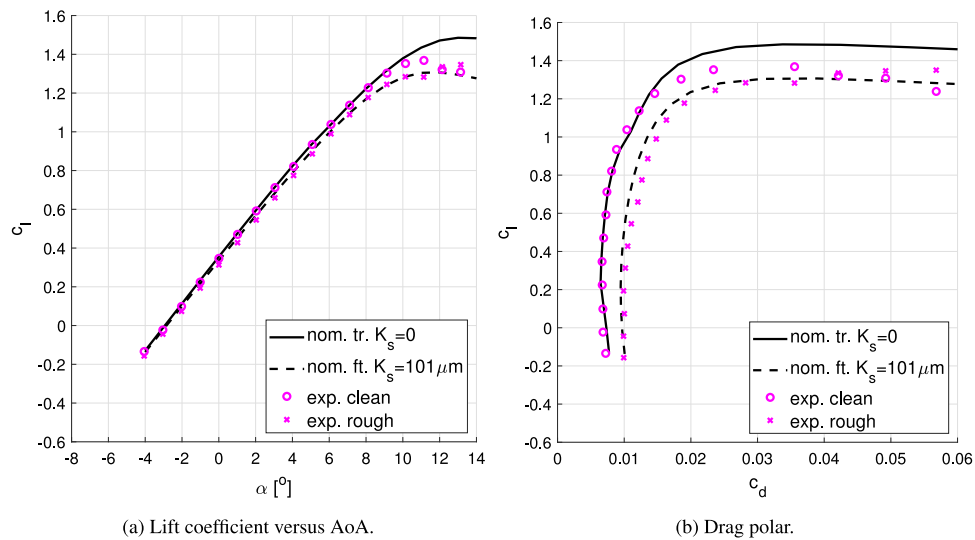 1.6
1.4
1.2
1
0.8
0.6
0.4
0.2
0
-0.2
-0.4
-0.6
c_l
-8 -6 -4 -2 0 2 4 6 8 10 12 14
α [°]
nom. tr. K_s=0
nom. ft. K_s=101μm
exp. clean
exp. rough
(a) Lift coefficient versus AoA.
1.6
1.4
1.2
1
0.8
0.6
0.4
0.2
0
-0.2
-0.4
-0.6
c_l
0 0.01 0.02 0.03 0.04 0.05 0.06
c_d
nom. tr. K_s=0
nom. ft. K_s=101μm
exp. clean
exp. rough
(b) Drag polar.